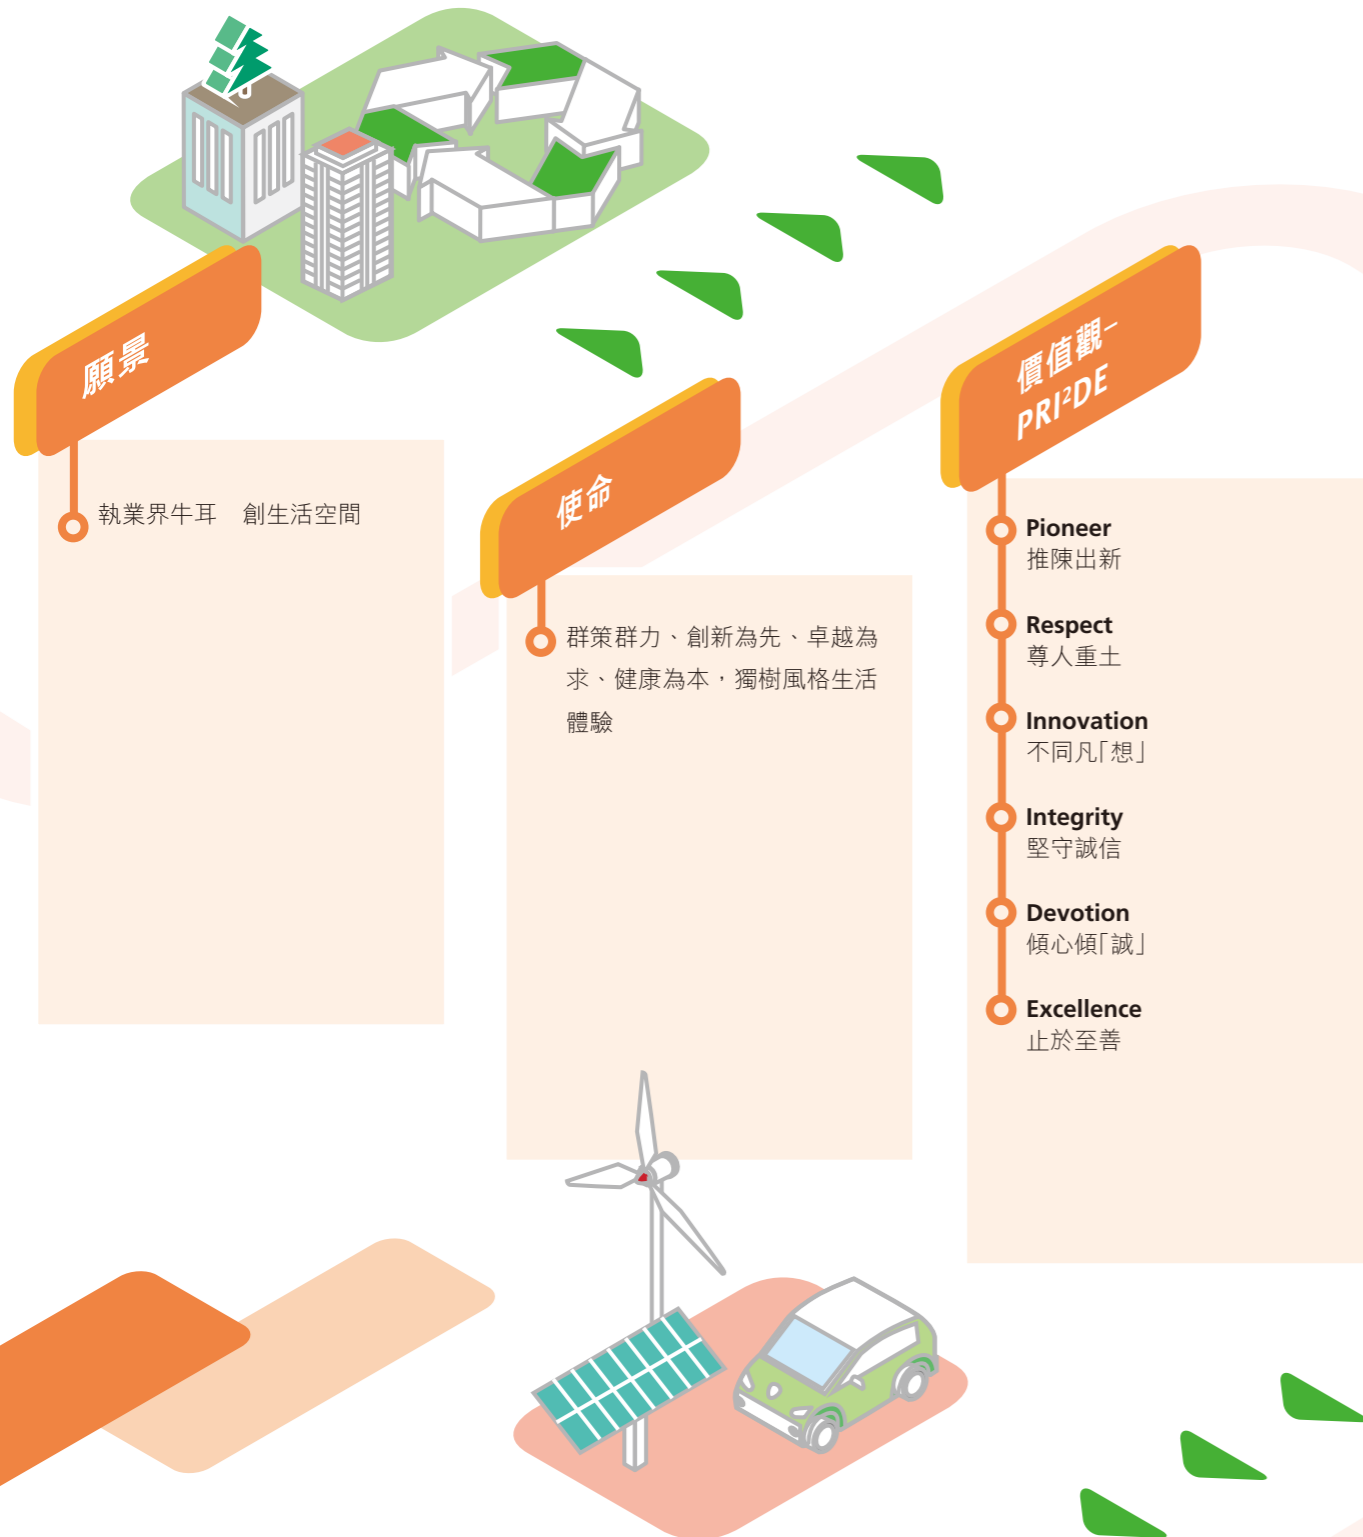 願景
執業界牛耳　創生活空間
使命
群策群力、創新為先、卓越為
求、健康為本，獨樹風格生活
體驗
價值觀–
PRI²DE
Pioneer
推陳出新
Respect
尊人重土
Innovation
不同凡「想」
Integrity
堅守誠信
Devotion
傾心傾「誠」
Excellence
止於至善